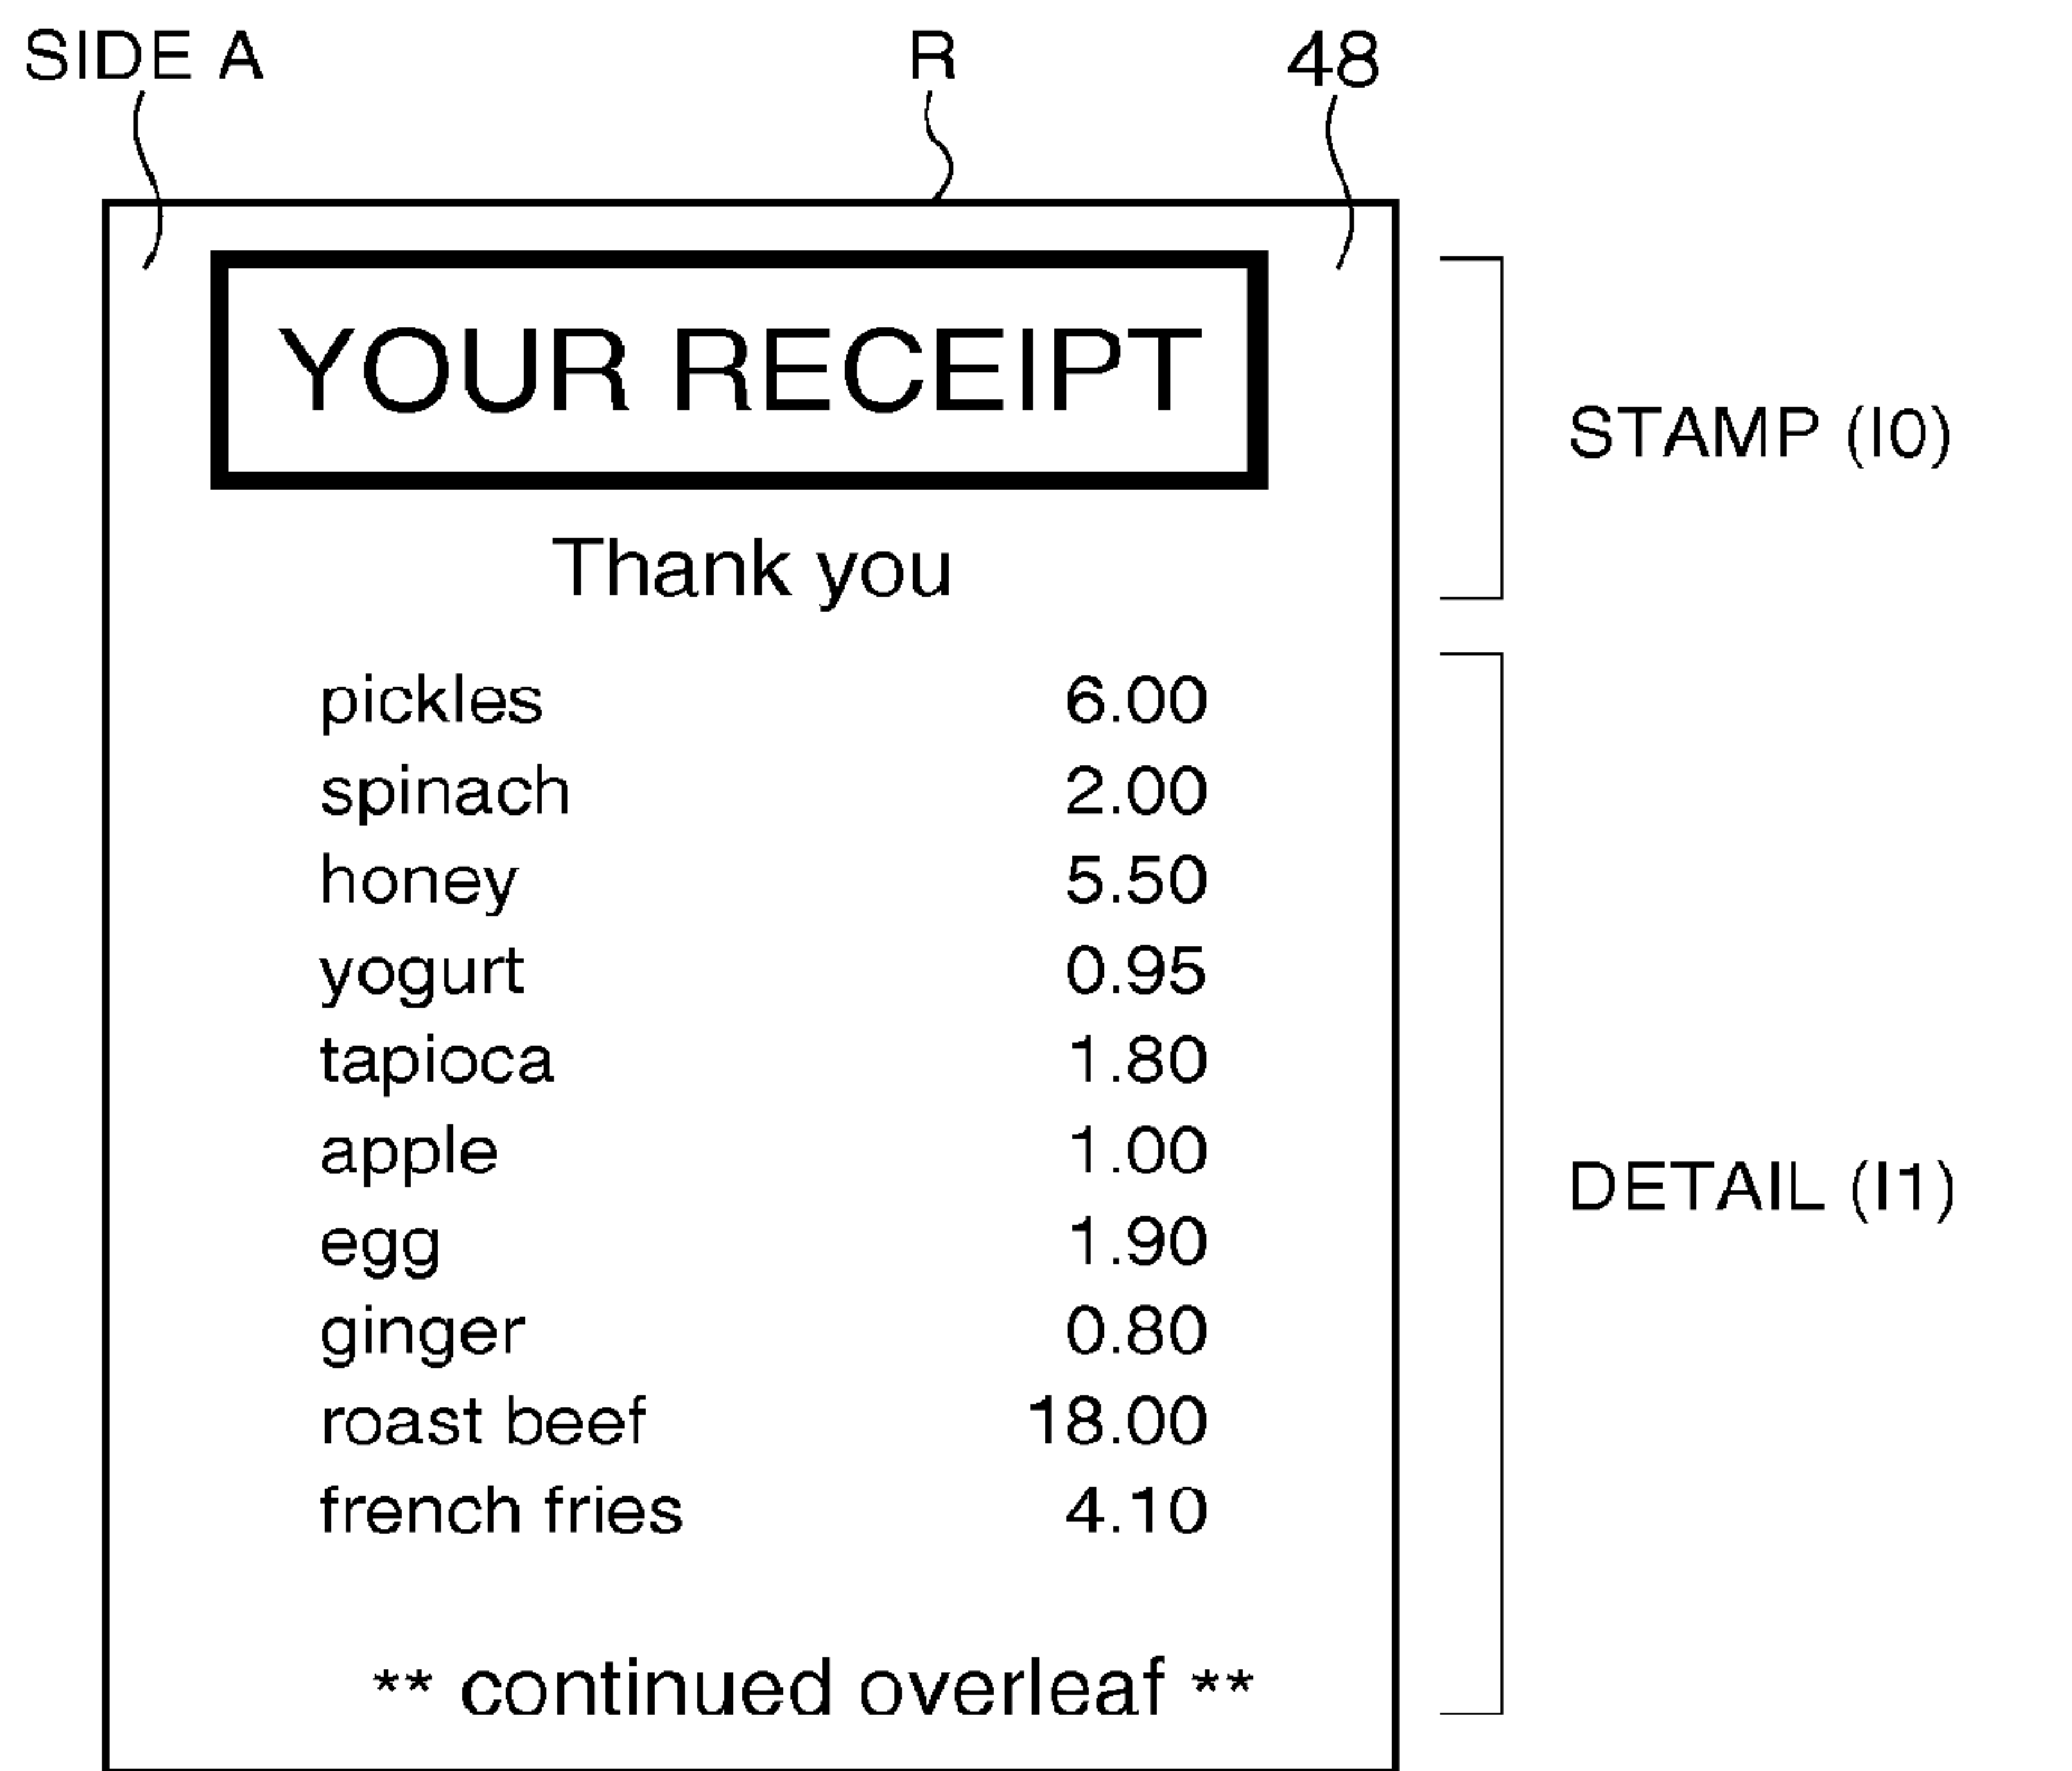 SIDE A R 48
YOUR RECEIPT
STAMP (I0)
Thank you
pickles 6.00
spinach 2.00
honey 5.50
yogurt 0.95
tapioca 1.80
apple 1.00
DETAIL (I1)
egg 1.90
ginger 0.80
roast beef 18.00
french fries 4.10
** continued overleaf **